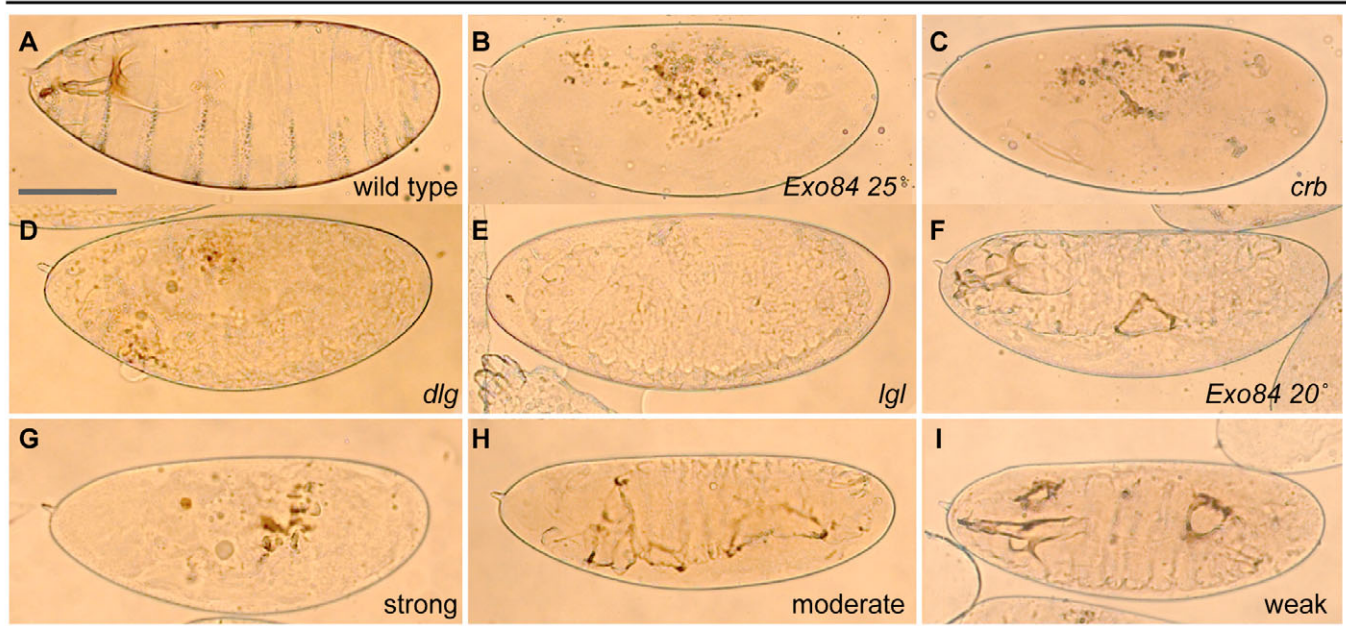 A
wild type
B
Exo84 25°
C
crb
D
dlg
E
lgl
F
Exo84 20°
G
strong
H
moderate
I
weak